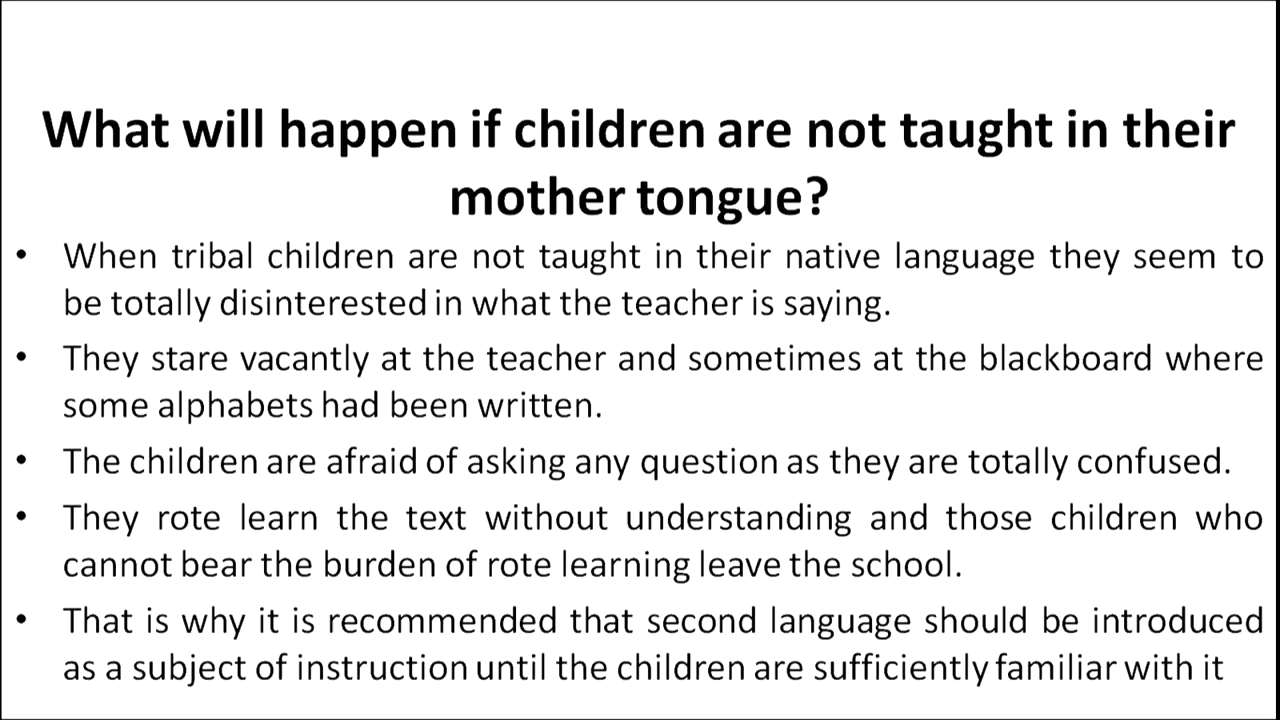 What will happen if children are not taught in their
mother tongue?
• When tribal children are not taught in their native language they seem to
be totally disinterested in what the teacher is saying.
• They stare vacantly at the teacher and sometimes at the blackboard where
some alphabets had been written.
• The children are afraid of asking any question as they are totally confused.
• They rote learn the text without understanding and those children who
cannot bear the burden of rote learning leave the school.
• That is why it is recommended that second language should be introduced
as a subject of instruction until the children are sufficiently familiar with it